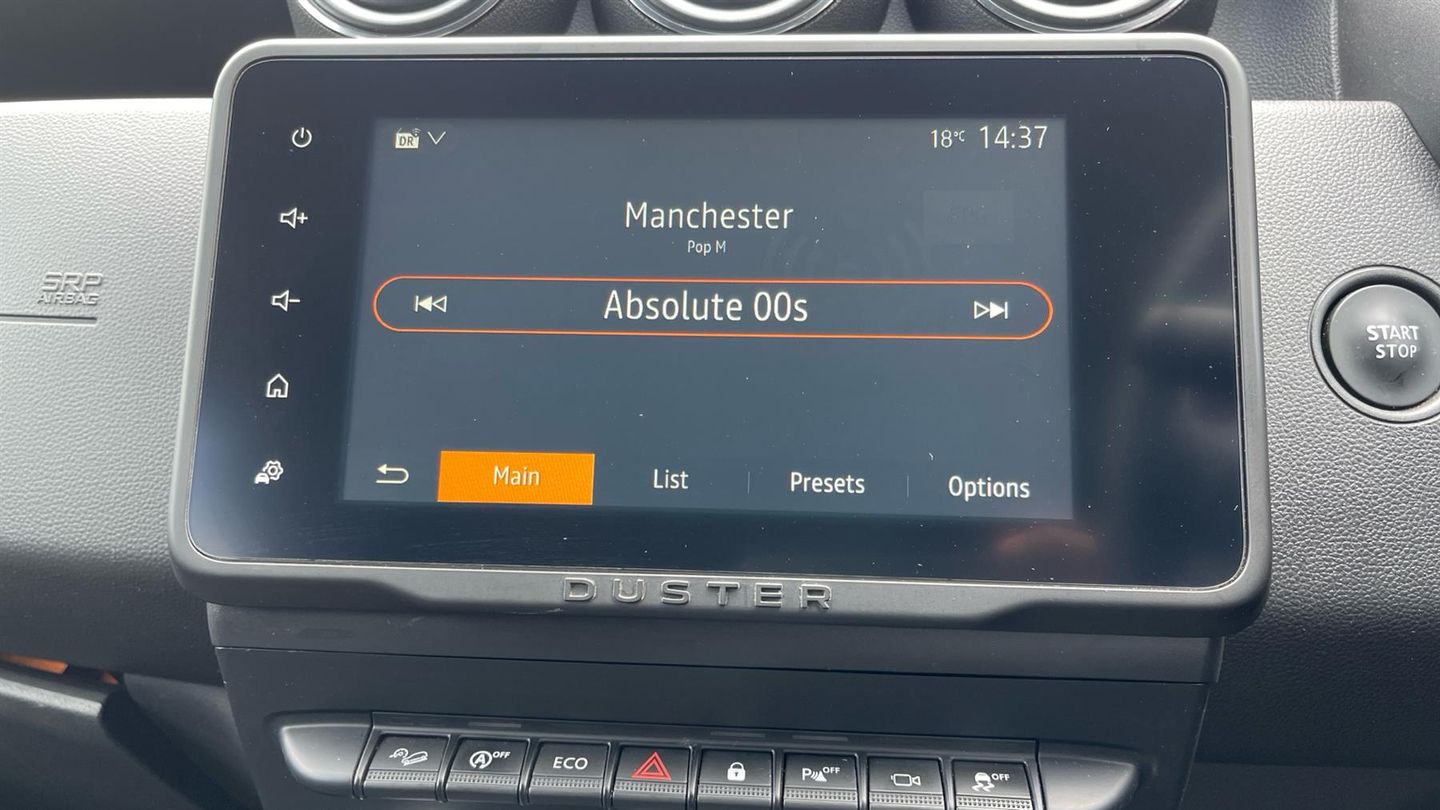 DR
18°C 14:37
Manchester
Pop M
Absolute 00s
Main List Presets Options
DUSTER
SRP
AIRBAG
START
STOP
A OFF
ECO
P OFF
OFF